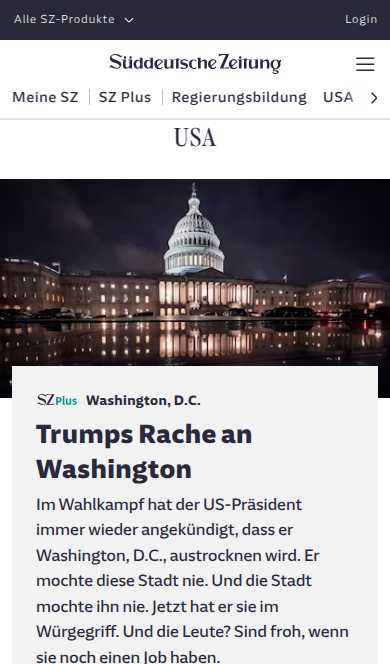 Alle SZ-Produkte
Login
Süddeutsche Zeitung
Meine SZ
SZ Plus
Regierungsbildung
USA
USA
SZ Plus Washington, D.C.
Trumps Rache an
Washington
Im Wahlkampf hat der US-Präsident
immer wieder angekündigt, dass er
Washington, D.C., austrocknen wird. Er
mochte diese Stadt nie. Und die Stadt
mochte ihn nie. Jetzt hat er sie im
Würgegriff. Und die Leute? Sind froh, wenn
sie noch einen Job haben.